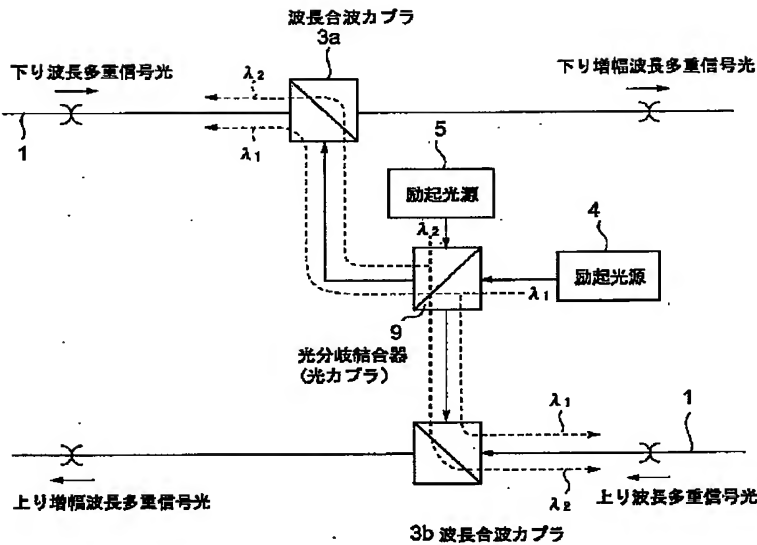 波長合波カプラ
3a
下り波長多重信号光
下り増幅波長多重信号光
λ2
λ1
1
5
励起光源
λ2
4
励起光源
λ1
9
光分岐結合器
(光カプラ)
λ1
1
λ2
上り増幅波長多重信号光
上り波長多重信号光
3b 波長合波カプラ